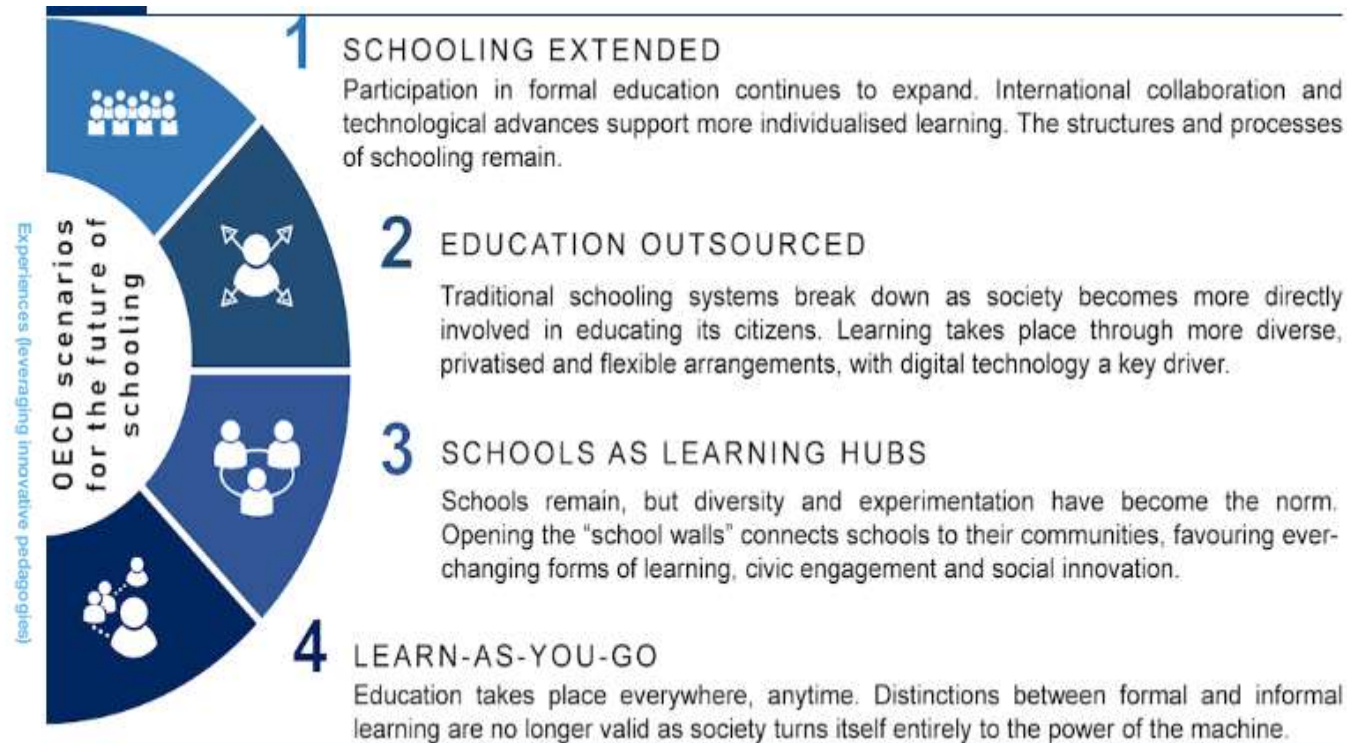 1
SCHOOLING EXTENDED
Participation in formal education continues to expand. International collaboration and
technological advances support more individualised learning. The structures and processes
of schooling remain.
2
EDUCATION OUTSOURCED
Traditional schooling systems break down as society becomes more directly
involved in educating its citizens. Learning takes place through more diverse,
privatised and flexible arrangements, with digital technology a key driver.
3
SCHOOLS AS LEARNING HUBS
Schools remain, but diversity and experimentation have become the norm.
Opening the “school walls” connects schools to their communities, favouring ever-
changing forms of learning, civic engagement and social innovation.
4
LEARN-AS-YOU-GO
Education takes place everywhere, anytime. Distinctions between formal and informal
learning are no longer valid as society turns itself entirely to the power of the machine.
OECD scenarios
for the future of
schooling
Experiences (leveraging innovative pedagogies)